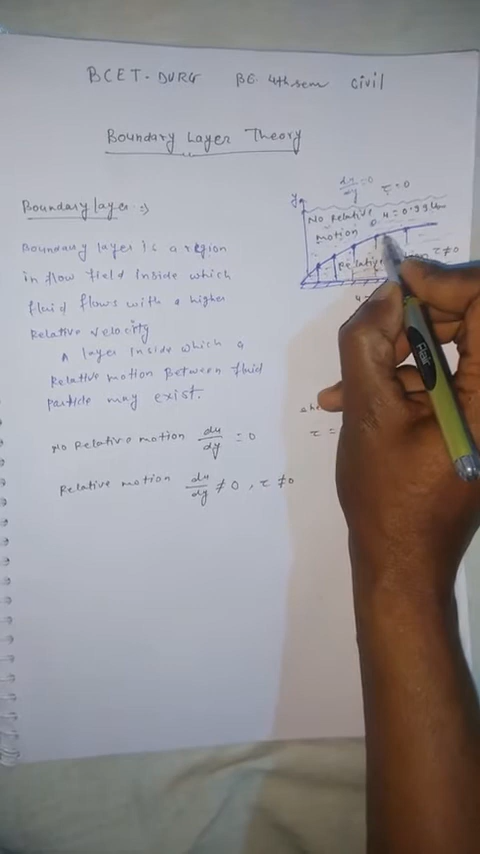 BCET-DURG BE 4th sem Civil
Boundary Layer Theory
du/dy = 0 τ = 0
y
No Relative
motion
u = 0.99U∞
Relative
τ ≠ 0
Boundary layer :→
Boundary layer is a region
in flow field inside which
fluid flows with a higher
Relative velocity
A layer inside which a
Relative motion Between fluid
particle may exist.
No Relative motion du/dy = 0
Relative motion du/dy ≠ 0, τ ≠ 0
τ =